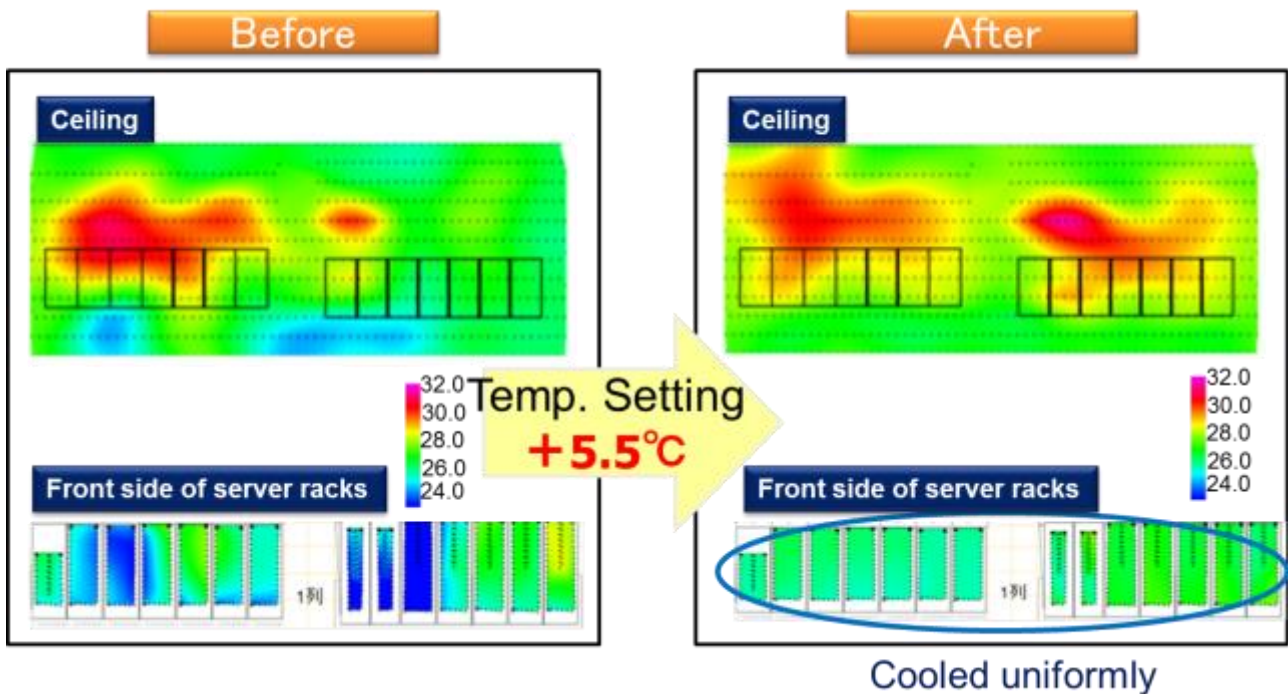 Before
After
Ceiling
Ceiling
32.0
30.0
28.0
26.0
24.0
Temp. Setting
+5.5℃
32.0
30.0
28.0
26.0
24.0
Front side of server racks
Front side of server racks
1列
1列
Cooled uniformly